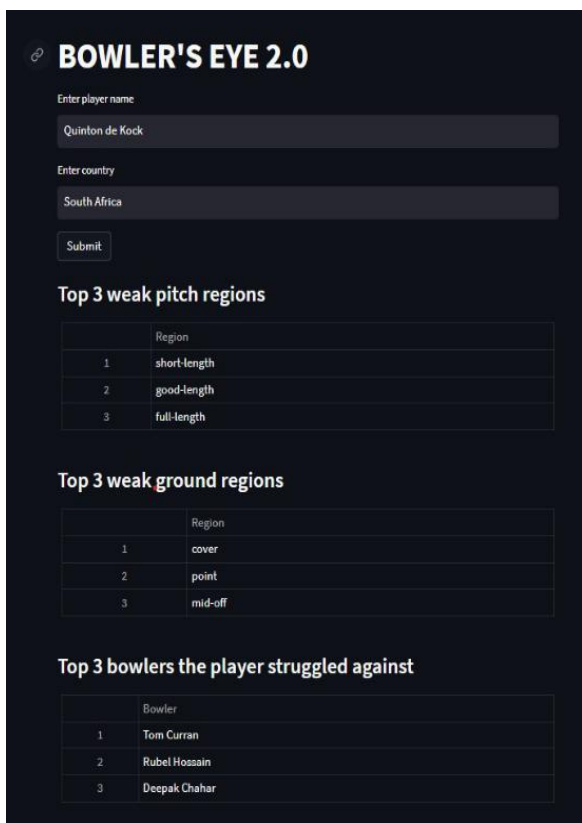 BOWLER'S EYE 2.0
Enter player name
Quinton de Kock
Enter country
South Africa
Submit
Top 3 weak pitch regions
Region
1 short-length
2 good-length
3 full-length
Top 3 weak ground regions
Region
1 cover
2 point
3 mid-off
Top 3 bowlers the player struggled against
Bowler
1 Tom Curran
2 Rubel Hossain
3 Deepak Chahar